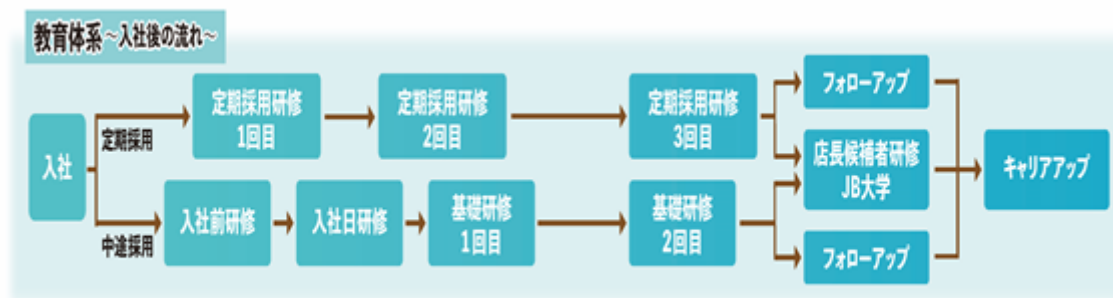 教育体系～入社後の流れ～
入社
定期採用
定期採用研修
1回目
定期採用研修
2回目
定期採用研修
3回目
フォローアップ
店長候補者研修
JB大学
キャリアアップ
中途採用
入社前研修
入社日研修
基礎研修
1回目
基礎研修
2回目
フォローアップ